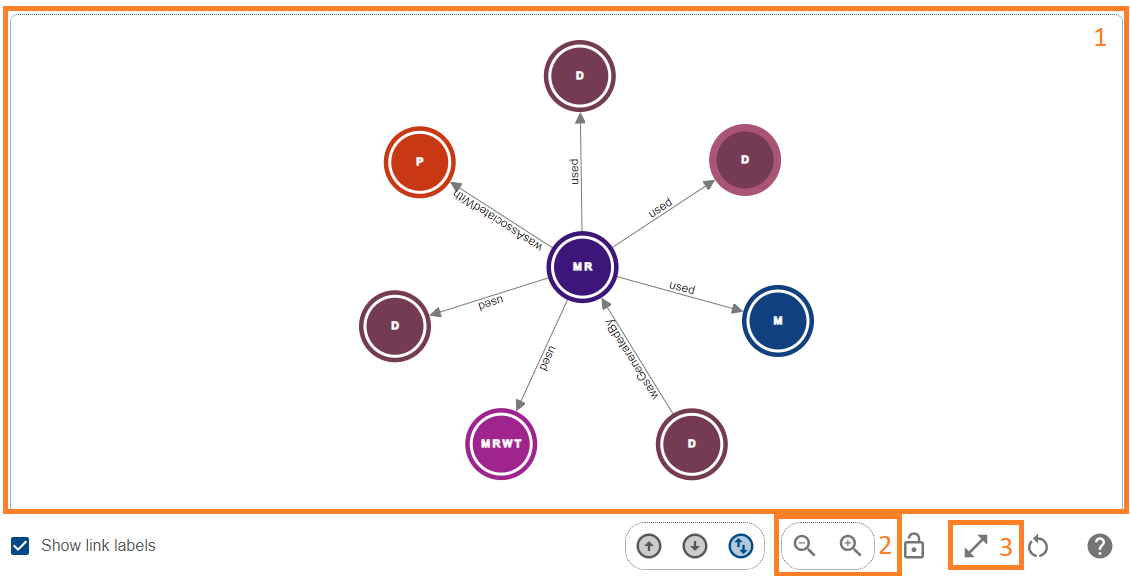 1
D
P
D
used
wasAssociatedWith
used
MR
used
M
used
D
used
wasGeneratedBy
MRWT
D
Show link labels
2
3
?